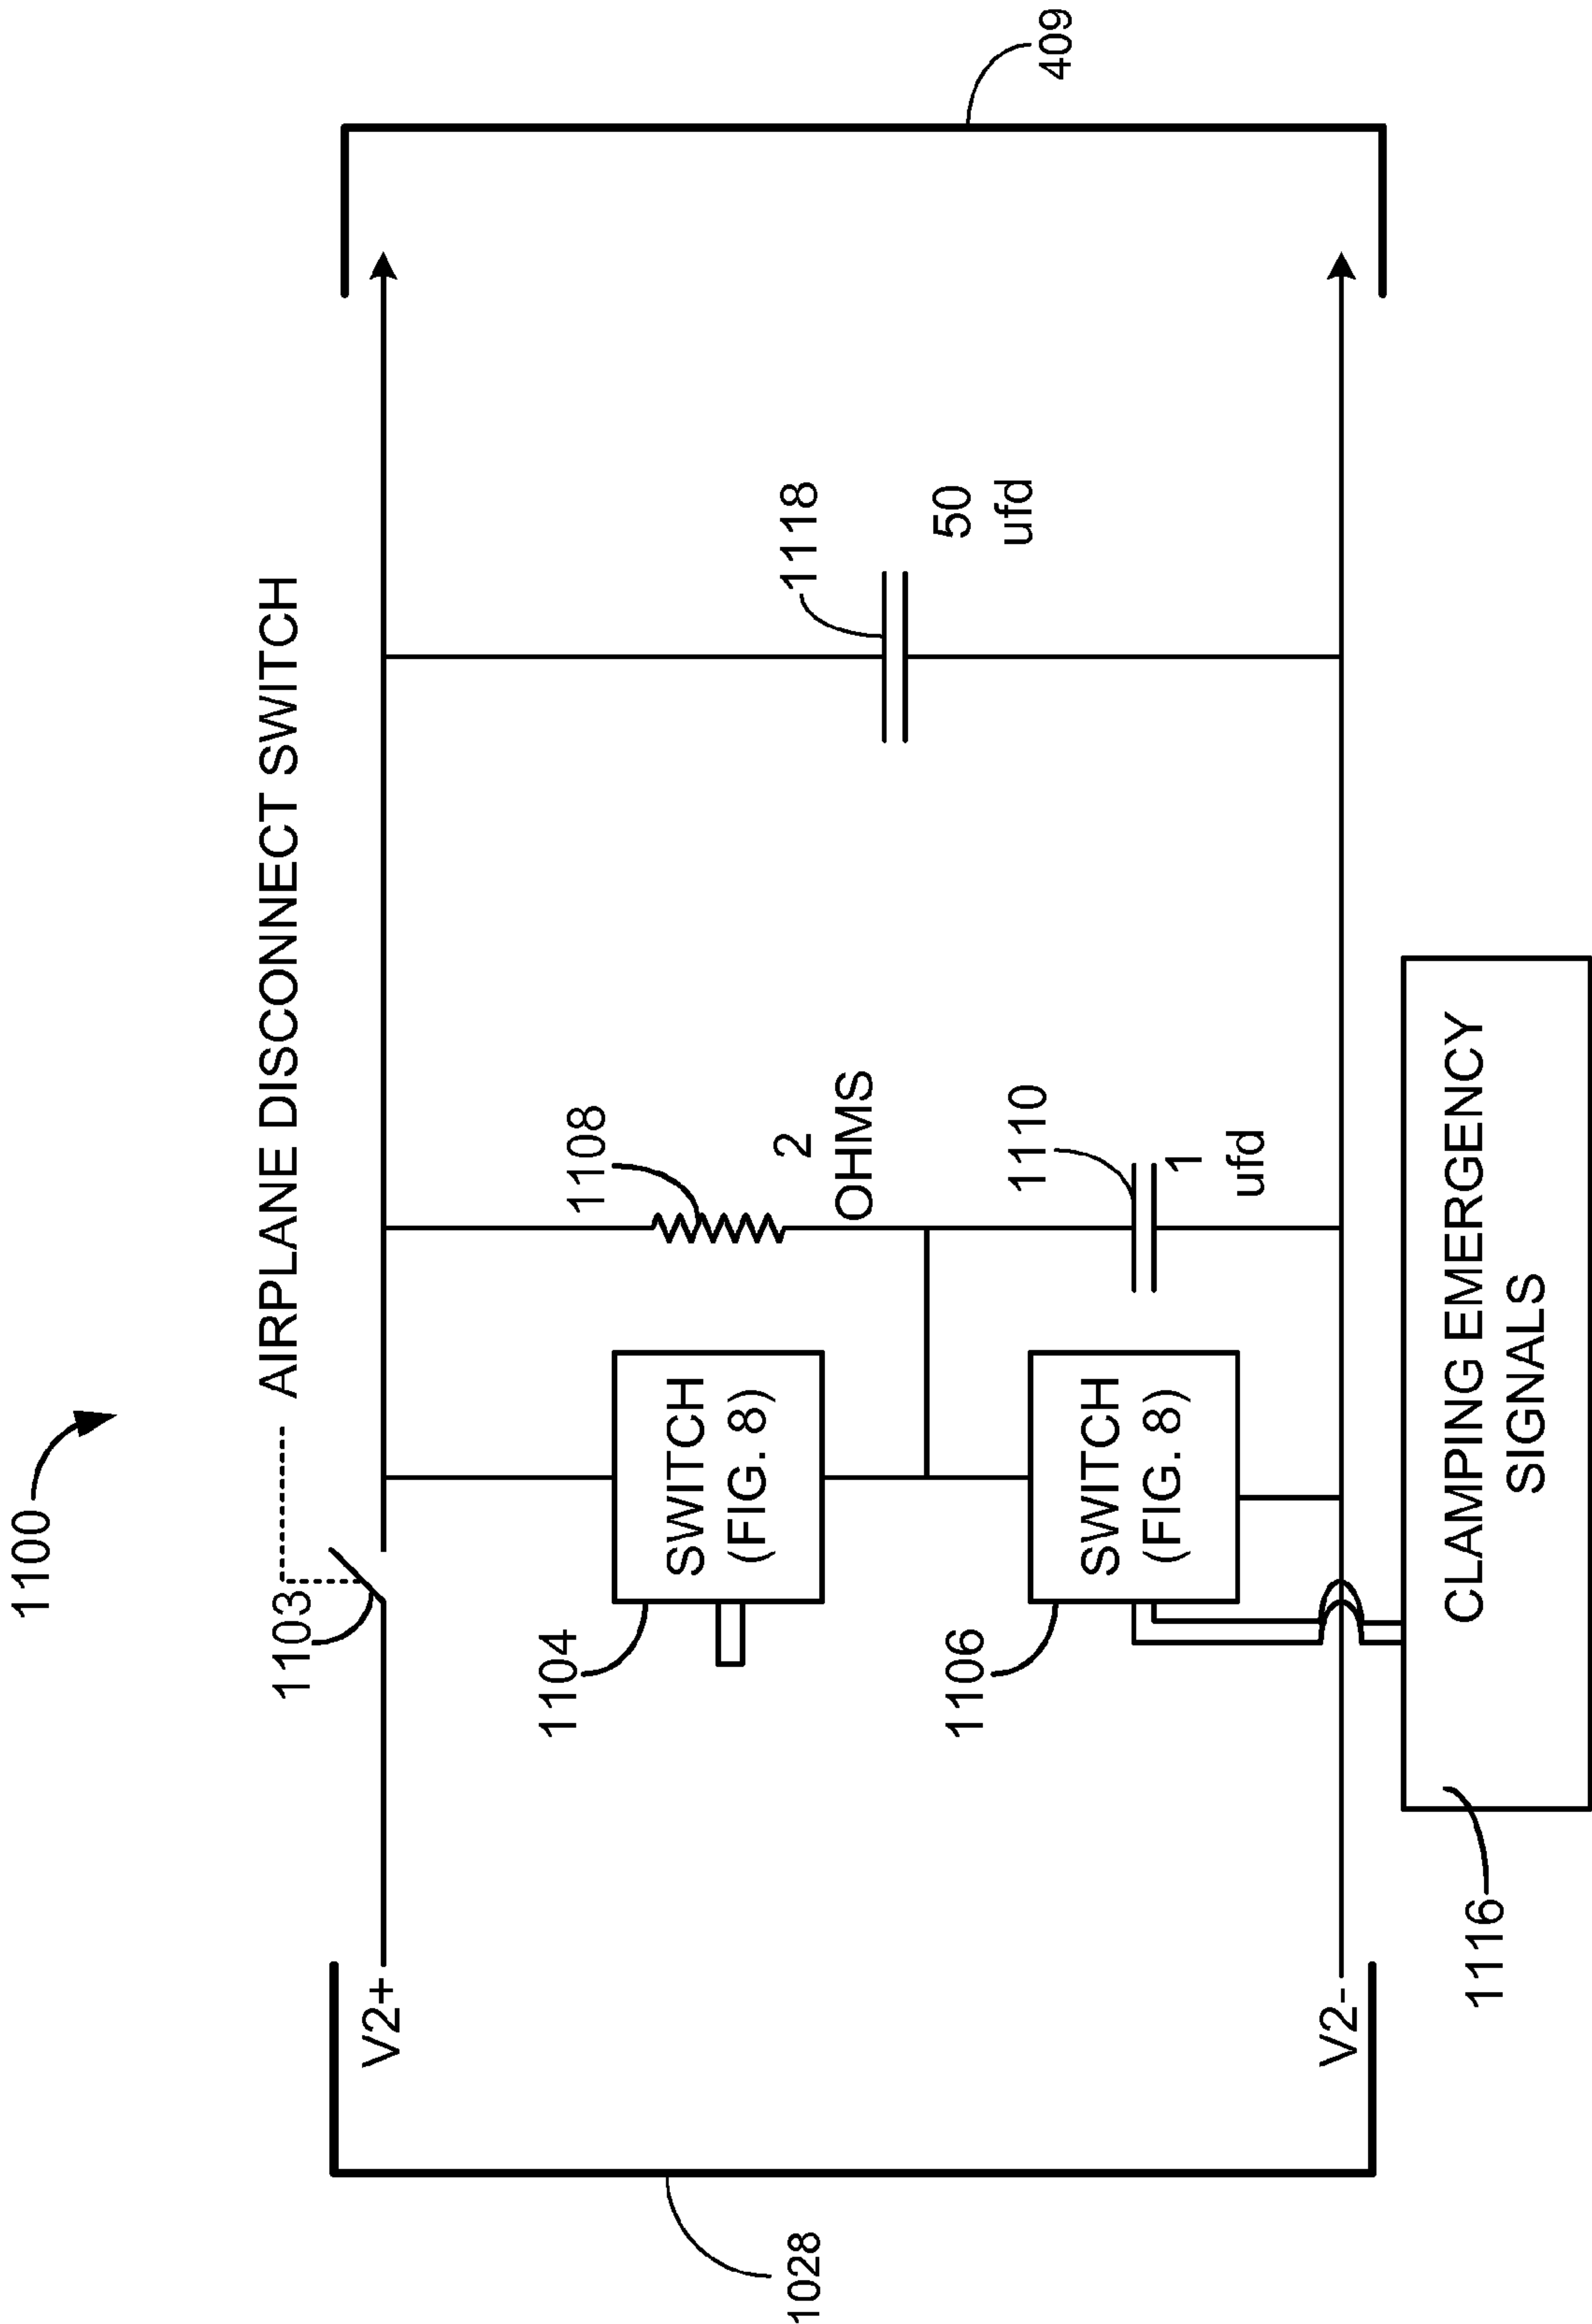 1100
1103
AIRPLANE DISCONNECT SWITCH
V2+
409
1104
SWITCH
(FIG. 8)
1108
2
OHMS
1118
50
ufd
1028
1106
SWITCH
(FIG. 8)
1110
1
ufd
V2-
1116
CLAMPING EMERGENCY
SIGNALS